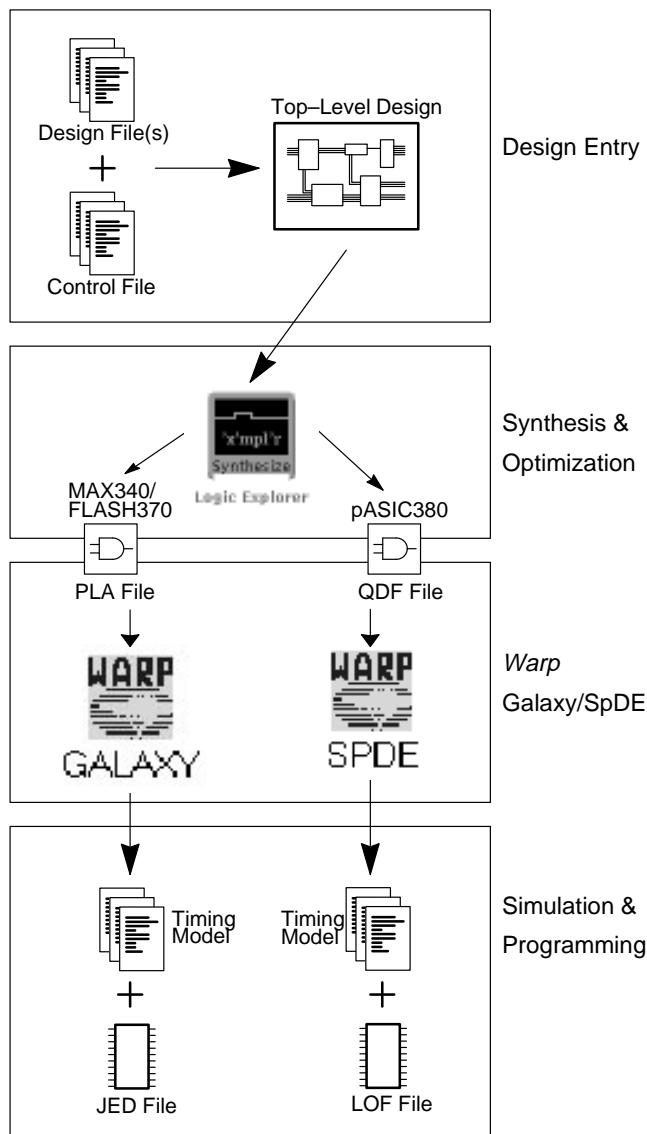 Top–Level Design
Design File(s)
Design Entry
Control File
'x'mpl'r
Synthesize
Logic Explorer
Synthesis &
Optimization
MAX340/
FLASH370
pASIC380
PLA File
QDF File
WARP
GALAXY
WARP
SPDE
Warp
Galaxy/SpDE
Timing
Model
Timing
Model
Simulation &
Programming
JED File
LOF File